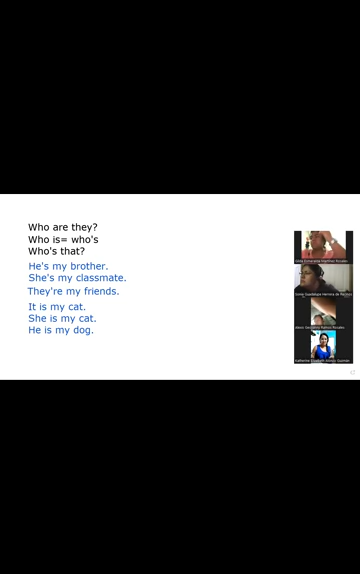 Who are they?
Who is= who's
Who's that?
He's my brother.
She's my classmate.
They're my friends.
It is my cat.
She is my cat.
He is my dog.